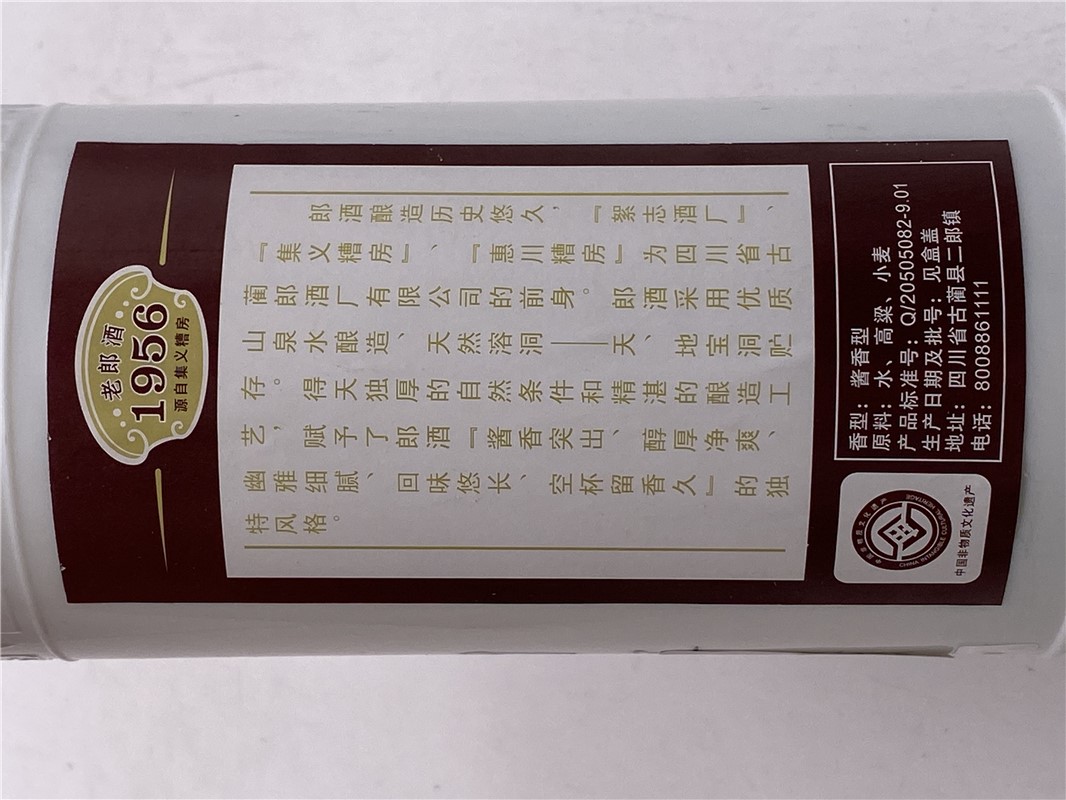 老郎酒
1956
源自集义糟房
郎酒酿造历史悠久，『絮志酒厂』、
『集义糟房』、『惠川糟房』为四川省古
蔺郎酒厂有限公司的前身。郎酒采用优质
山泉水酿造、天然溶洞——天、地宝洞贮
存。得天独厚的自然条件和精湛的酿造工
艺，赋予了郎酒『酱香突出、醇厚净爽、
幽雅细腻、回味悠长、空杯留香久』的独
特风格。
中国非物质文化遗产
CHINA INTANGIBLE CULTURAL HERITAGE
中国非物质文化遗产
香型：酱香型
原料：水、高粱、小麦
产品标准号：Q/20505082-9.01
生产日期及批号：见盒盖
地址：四川省古蔺县二郎镇
电话：8008861111